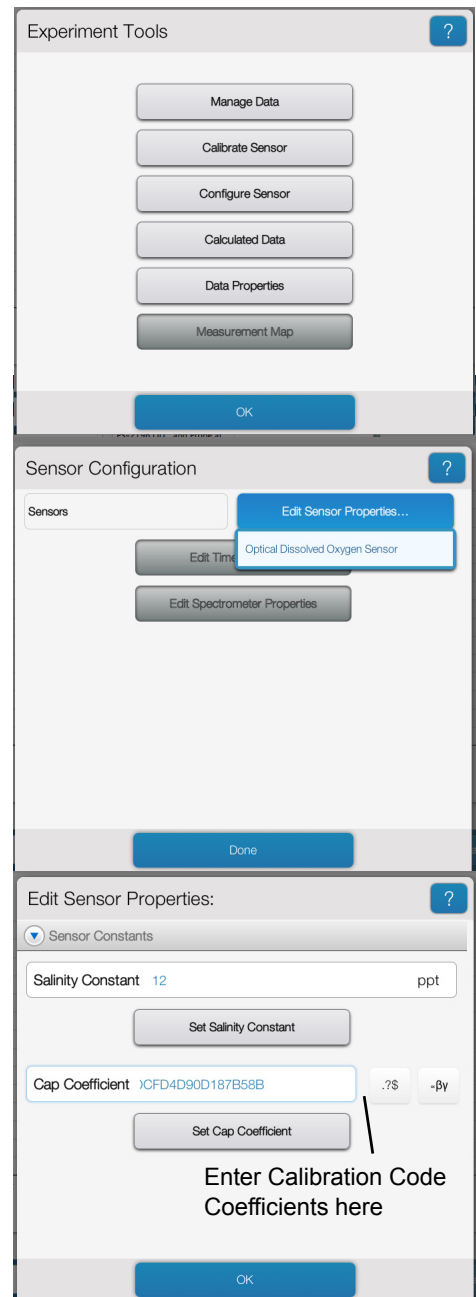 Experiment Tools ?
Manage Data
Calibrate Sensor
Configure Sensor
Calculated Data
Data Properties
Measurement Map
OK
Sensor Configuration ?
Sensors Edit Sensor Properties...
Optical Dissolved Oxygen Sensor
Edit Time
Edit Spectrometer Properties
Done
Edit Sensor Properties: ?
Sensor Constants
Salinity Constant 12 ppt
Set Salinity Constant
Cap Coefficient CFD4D90D187B58B .?$ -βγ
Set Cap Coefficient
Enter Calibration Code
Coefficients here
OK